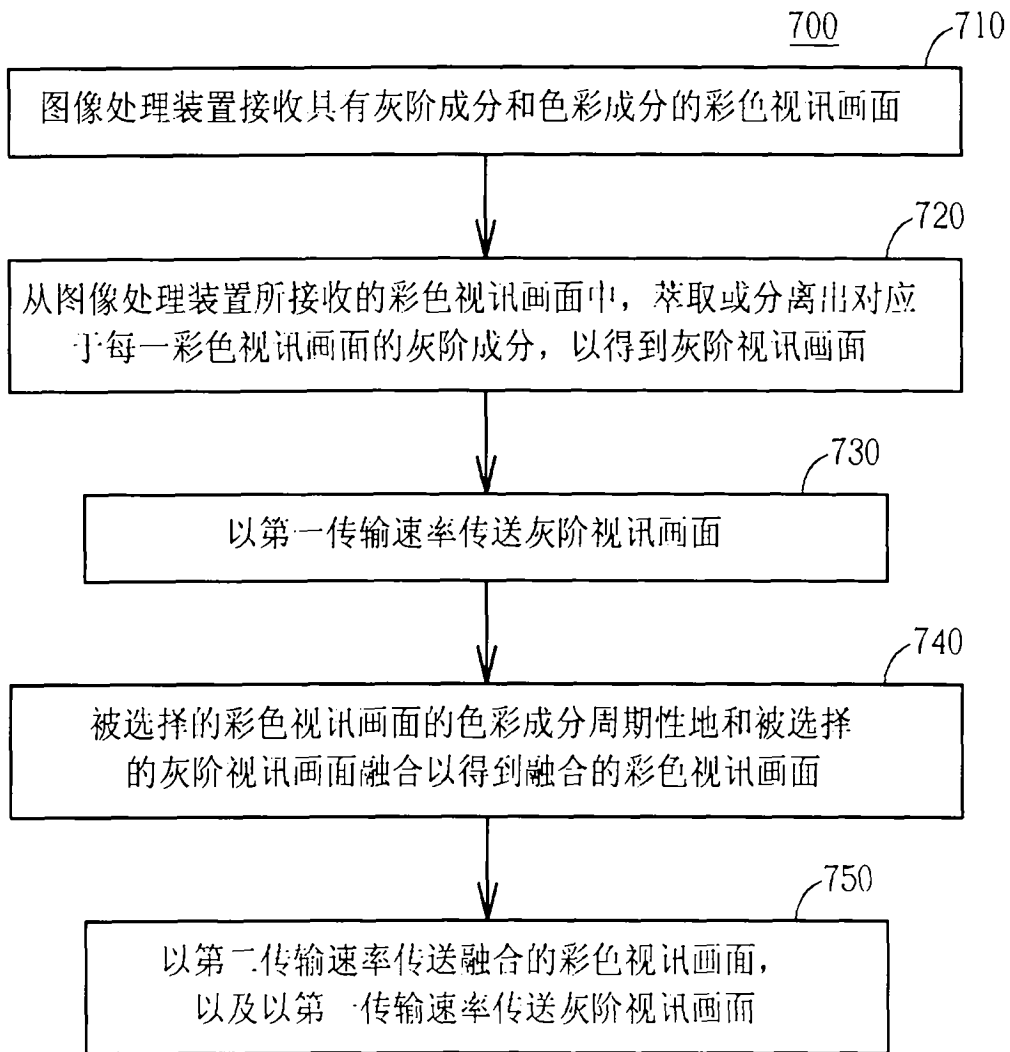 700
710
图像处理装置接收具有灰阶成分和色彩成分的彩色视讯画面
720
从图像处理装置所接收的彩色视讯画面中，萃取或分离出对应
于每一彩色视讯画面的灰阶成分，以得到灰阶视讯画面
730
以第一传输速率传送灰阶视讯画面
740
被选择的彩色视讯画面的色彩成分周期性地和被选择
的灰阶视讯画面融合以得到融合的彩色视讯画面
750
以第二传输速率传送融合的彩色视讯画面，
以及以第一传输速率传送灰阶视讯画面